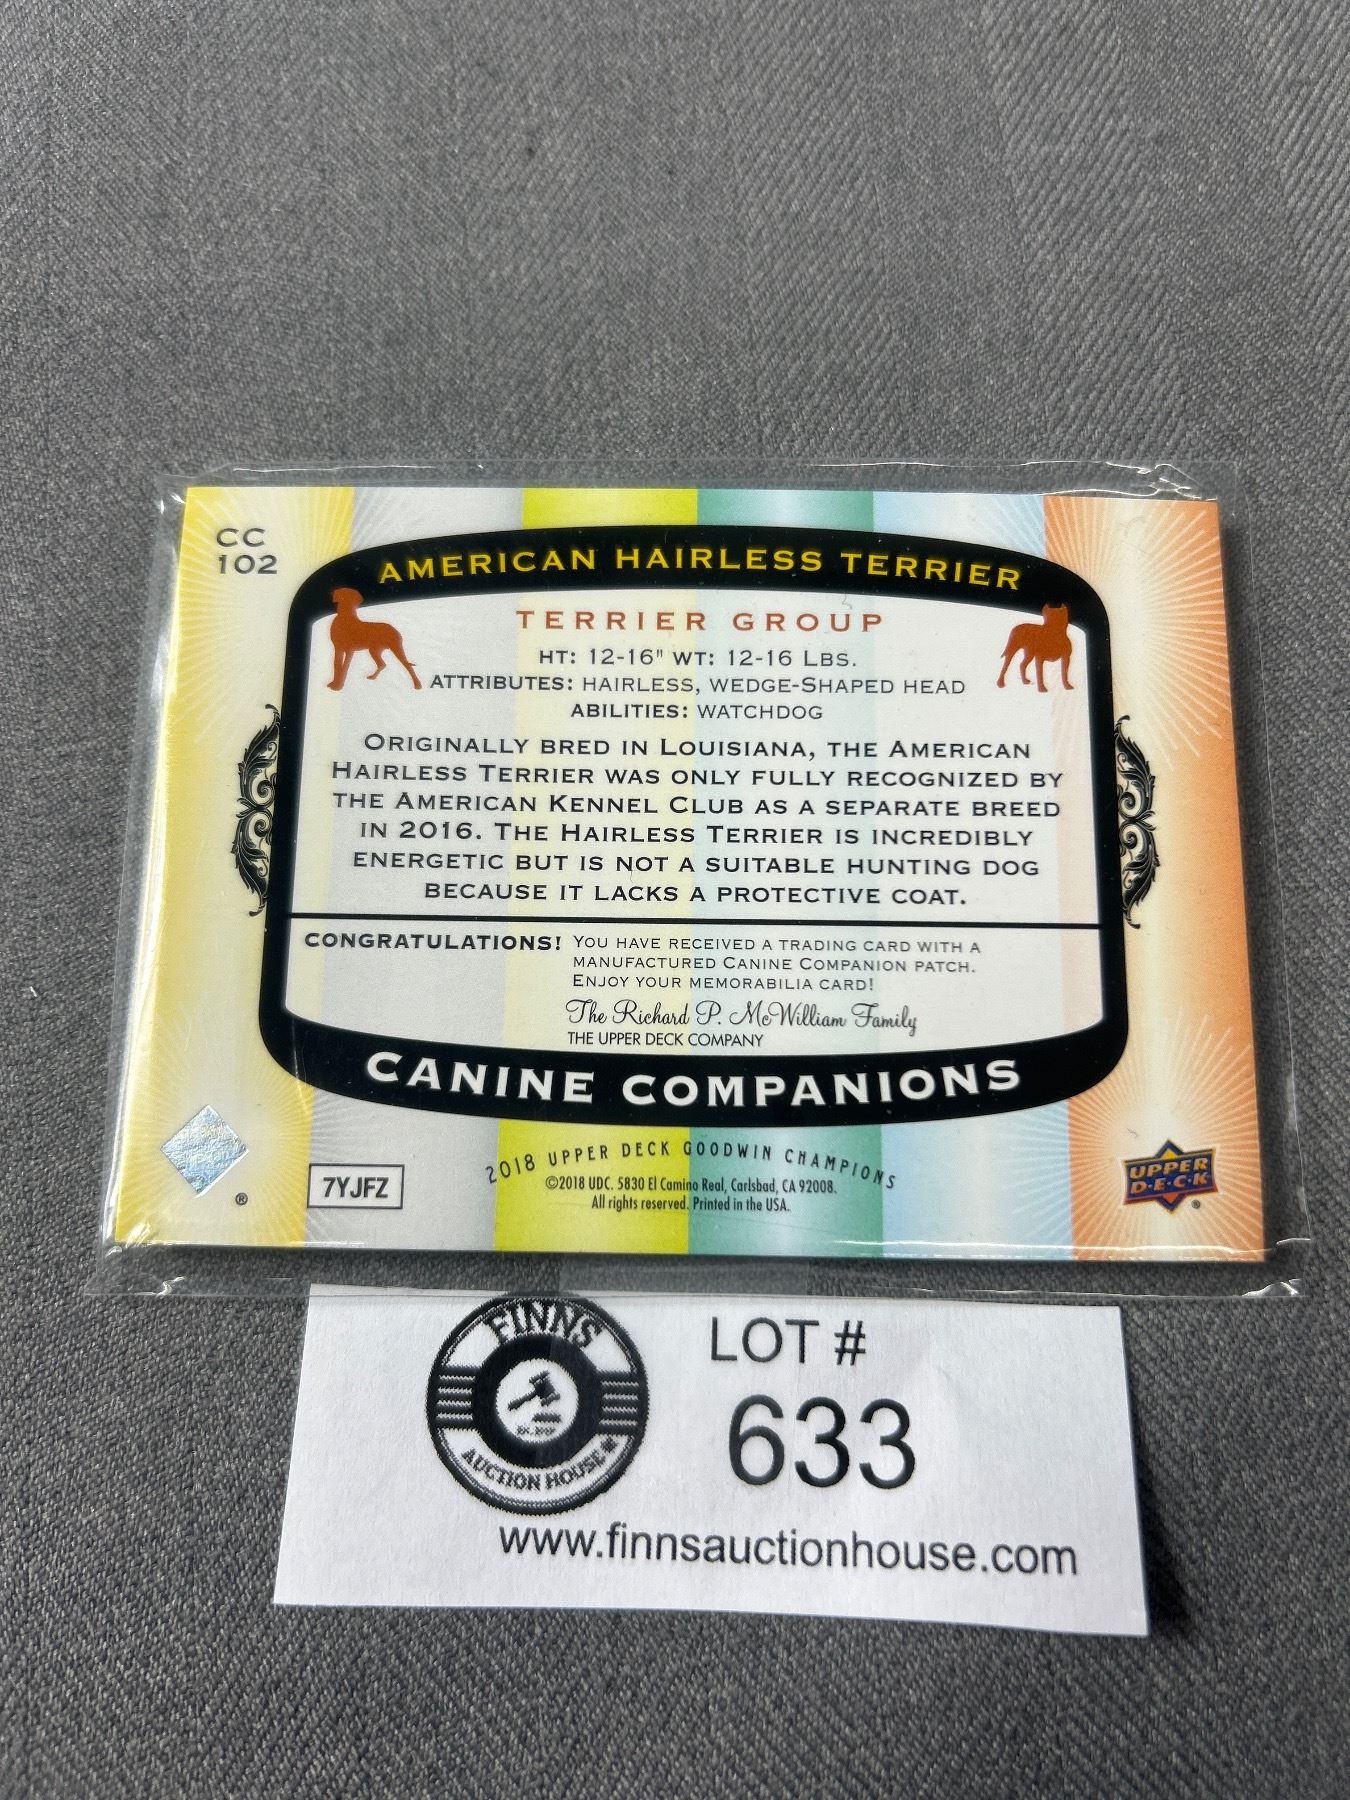 CC
102
AMERICAN HAIRLESS TERRIER
TERRIER GROUP
HT: 12-16" WT: 12-16 LBS.
ATTRIBUTES: HAIRLESS, WEDGE-SHAPED HEAD
ABILITIES: WATCHDOG
ORIGINALLY BRED IN LOUISIANA, THE AMERICAN
HAIRLESS TERRIER WAS ONLY FULLY RECOGNIZED BY
THE AMERICAN KENNEL CLUB AS A SEPARATE BREED
IN 2016. THE HAIRLESS TERRIER IS INCREDIBLY
ENERGETIC BUT IS NOT A SUITABLE HUNTING DOG
BECAUSE IT LACKS A PROTECTIVE COAT.
CONGRATULATIONS! YOU HAVE RECEIVED A TRADING CARD WITH A
MANUFACTURED CANINE COMPANION PATCH.
ENJOY YOUR MEMORABILIA CARD!
The Richard P. McWilliam Family
THE UPPER DECK COMPANY
CANINE COMPANIONS
2018 UPPER DECK GOODWIN CHAMPIONS
©2018 UDC. 5830 El Camino Real, Carlsbad, CA 92008.
All rights reserved. Printed in the USA.
®
7YJFZ
UPPER
D·E·C·K
®
FINNS
AUCTION HOUSE
LOT #
633
www.finnsauctionhouse.com